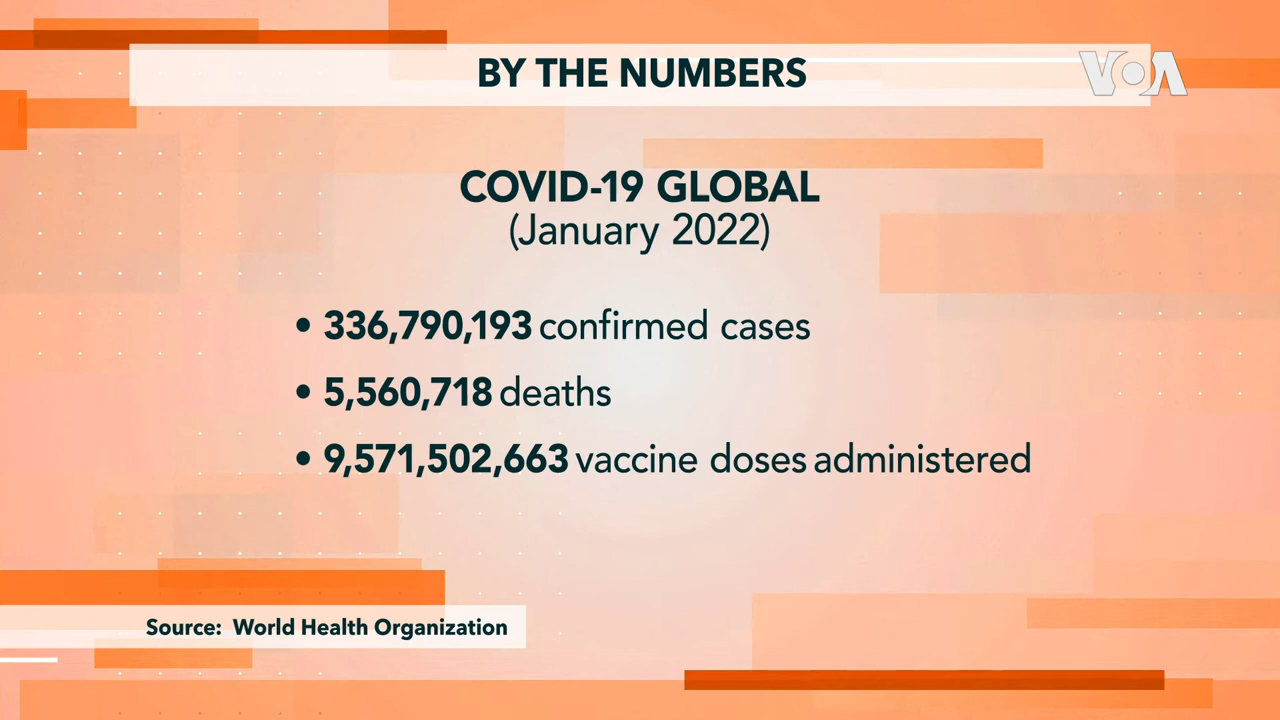 BY THE NUMBERS
VOA
COVID-19 GLOBAL
(January 2022)
• 336,790,193 confirmed cases
• 5,560,718 deaths
• 9,571,502,663 vaccine doses administered
Source: World Health Organization